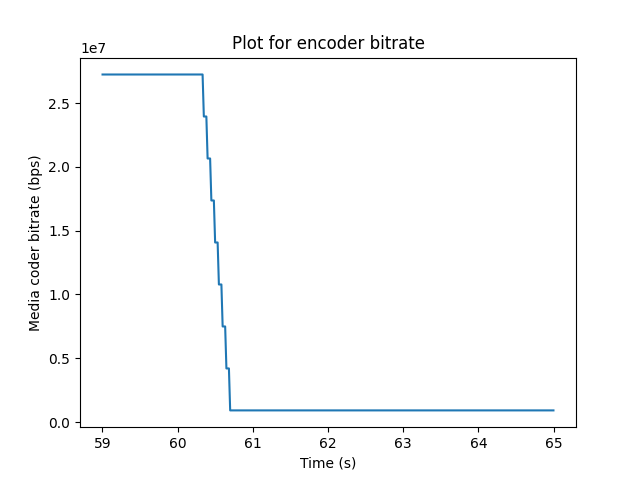 Plot for encoder bitrate
1e7
Media coder bitrate (bps)
2.5
2.0
1.5
1.0
0.5
0.0
59 60 61 62 63 64 65
Time (s)